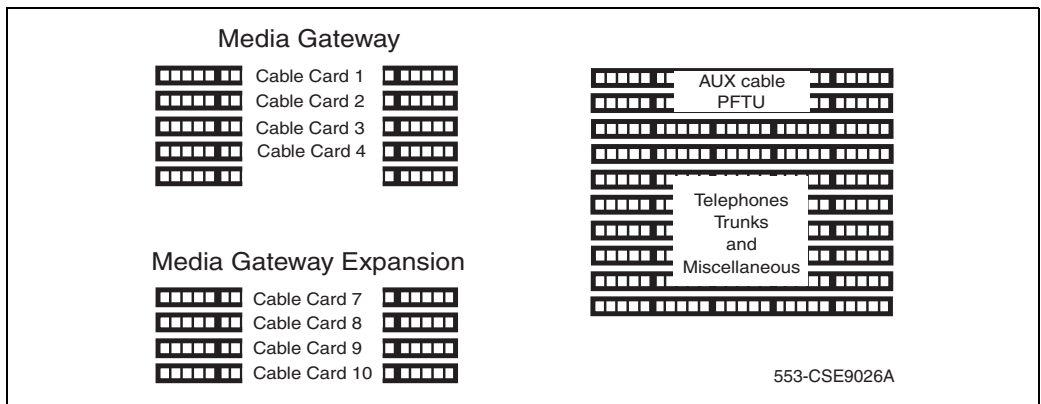 Media Gateway
Cable Card 1
Cable Card 2
Cable Card 3
Cable Card 4
Media Gateway Expansion
Cable Card 7
Cable Card 8
Cable Card 9
Cable Card 10
AUX cable
PFTU
Telephones
Trunks
and
Miscellaneous
553-CSE9026A